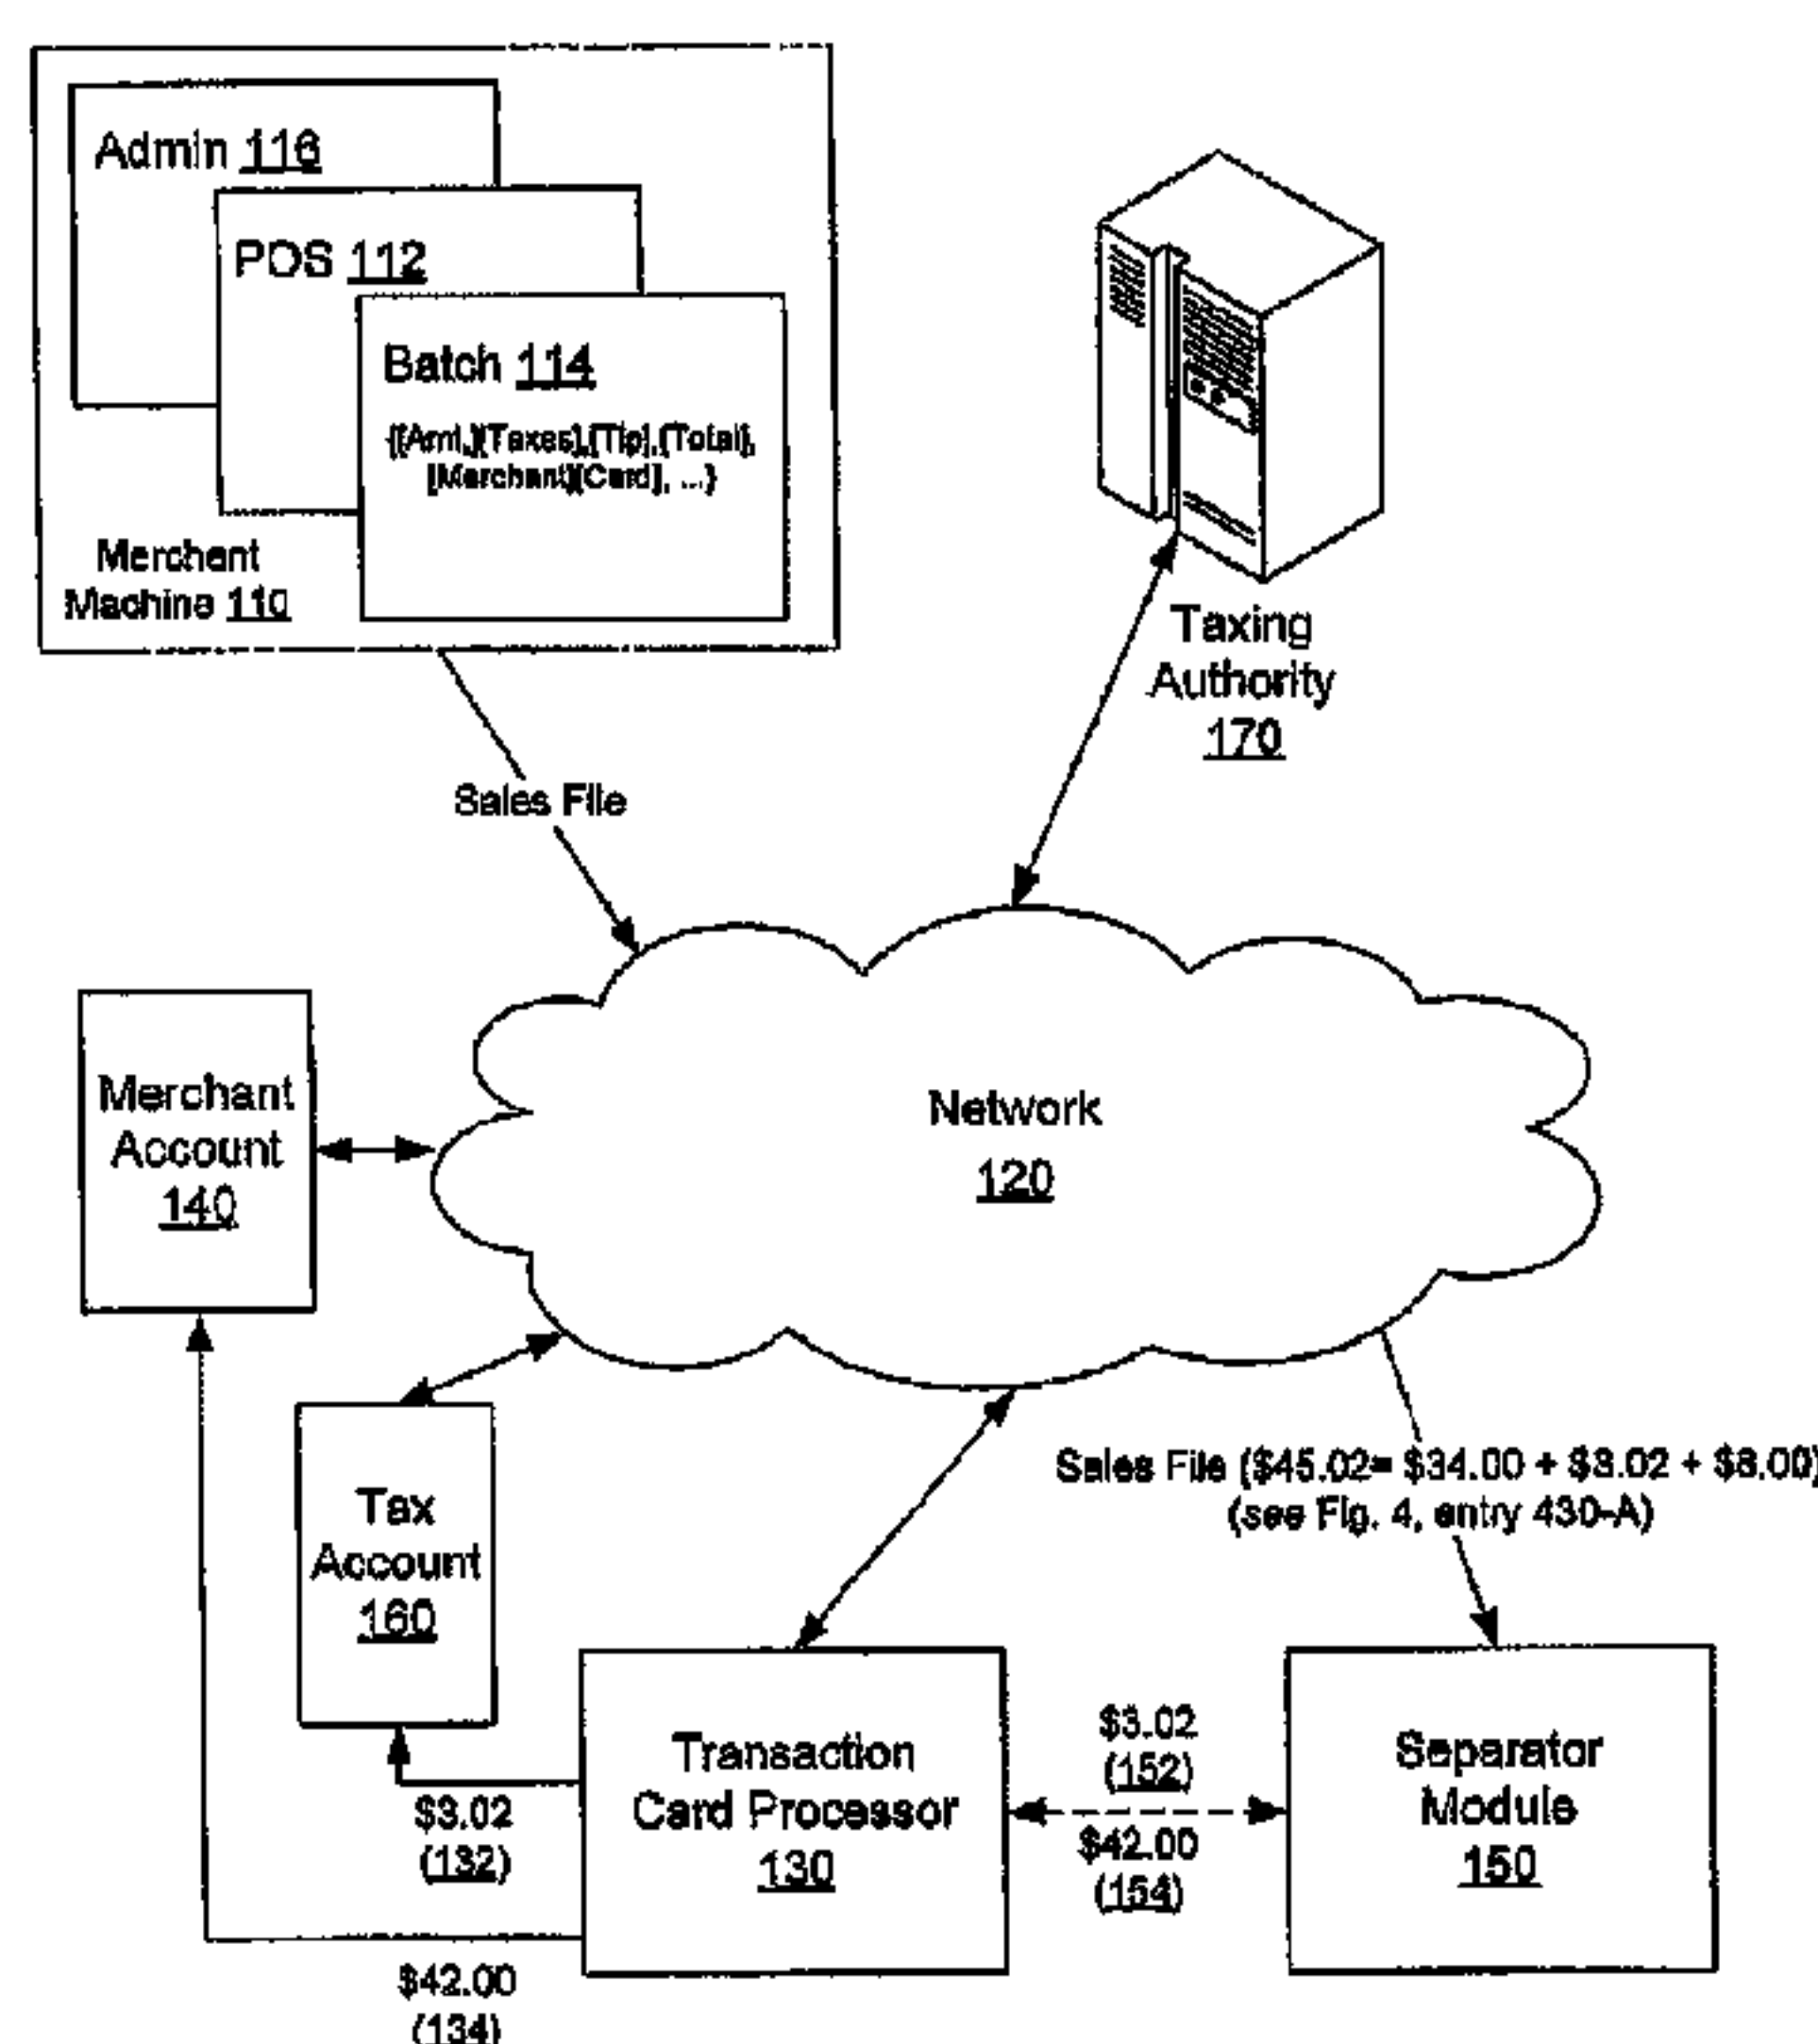 Admin 116
POS 112
Batch 114
{[Amt.][Taxes],[Tip],[Total],
[Merchant][Card], ...}
Merchant
Machine 110
Taxing
Authority
170
Sales File
Merchant
Account
140
Network
120
Sales File ($45.02= $34.00 + $3.02 + $8.00)
(see Fig. 4, entry 430-A)
Tax
Account
160
$3.02
(132)
Transaction
Card Processor
130
$3.02
(152)
$42.00
(154)
Separator
Module
150
$42.00
(134)